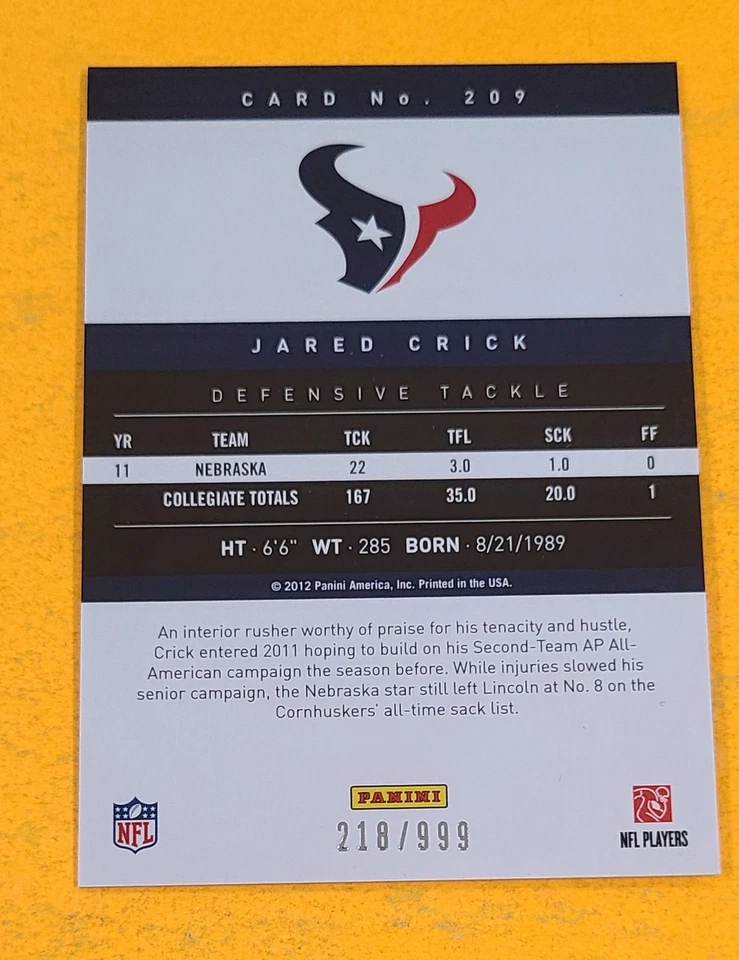 CARD No. 209
JARED CRICK
DEFENSIVE TACKLE
YR TEAM TCK TFL SCK FF
11 NEBRASKA 22 3.0 1.0 0
COLLEGIATE TOTALS 167 35.0 20.0 1
HT · 6'6" WT · 285 BORN · 8/21/1989
© 2012 Panini America, Inc. Printed in the USA.
An interior rusher worthy of praise for his tenacity and hustle,
Crick entered 2011 hoping to build on his Second-Team AP All-
American campaign the season before. While injuries slowed his
senior campaign, the Nebraska star still left Lincoln at No. 8 on the
Cornhuskers' all-time sack list.
NFL
PANINI
218/999
NFL PLAYERS